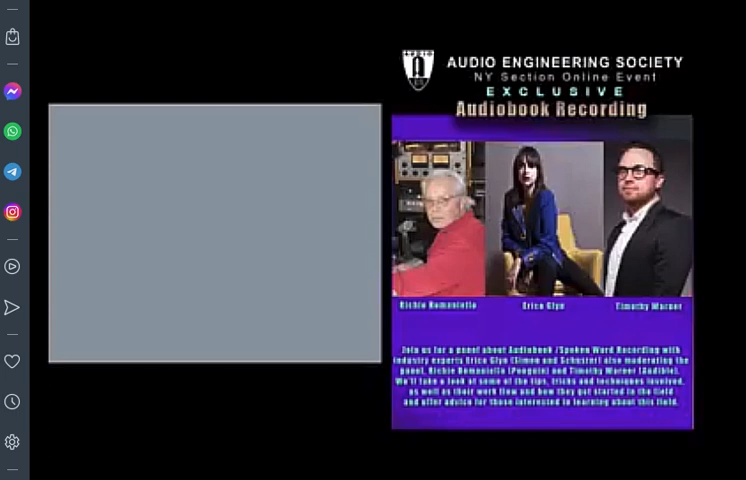 AUDIO
AUDIO ENGINEERING SOCIETY
NY Section Online Event
EXCLUSIVE
Audiobook Recording
Richie Romaniello
Erica Glyn
Timothy Warner
Join us for a panel about Audiobook /Spoken Word Recording with
industry experts Erica Glyn (Simon and Schuster) also moderating the
panel, Richie Romaniello (Penguin) and Timothy Warner (Audible).
We'll take a look at some of the tips, tricks and techniques involved,
as well as their work flow and how they got started in the field
and offer advice for those interested in learning about this field.